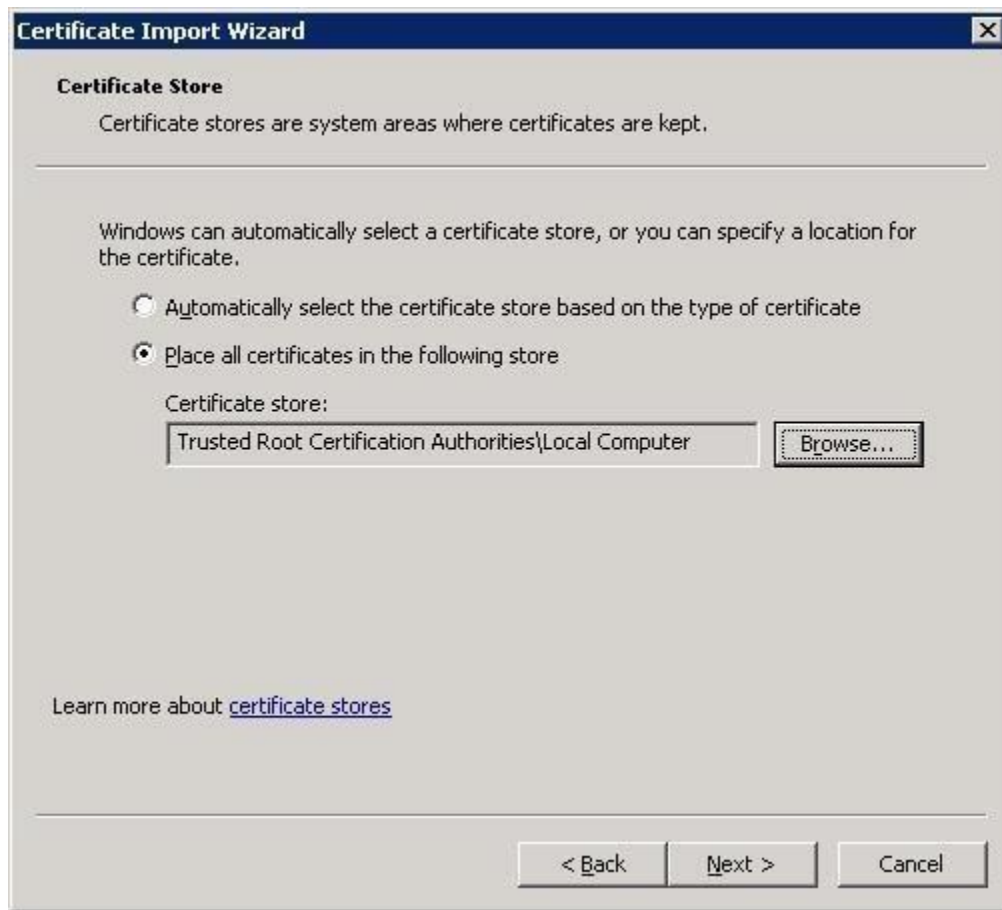 Certificate Import Wizard
Certificate Store
Certificate stores are system areas where certificates are kept.
Windows can automatically select a certificate store, or you can specify a location for
the certificate.
Automatically select the certificate store based on the type of certificate
Place all certificates in the following store
Certificate store:
Trusted Root Certification Authorities\Local Computer
Browse...
Learn more about certificate stores
< Back
Next >
Cancel